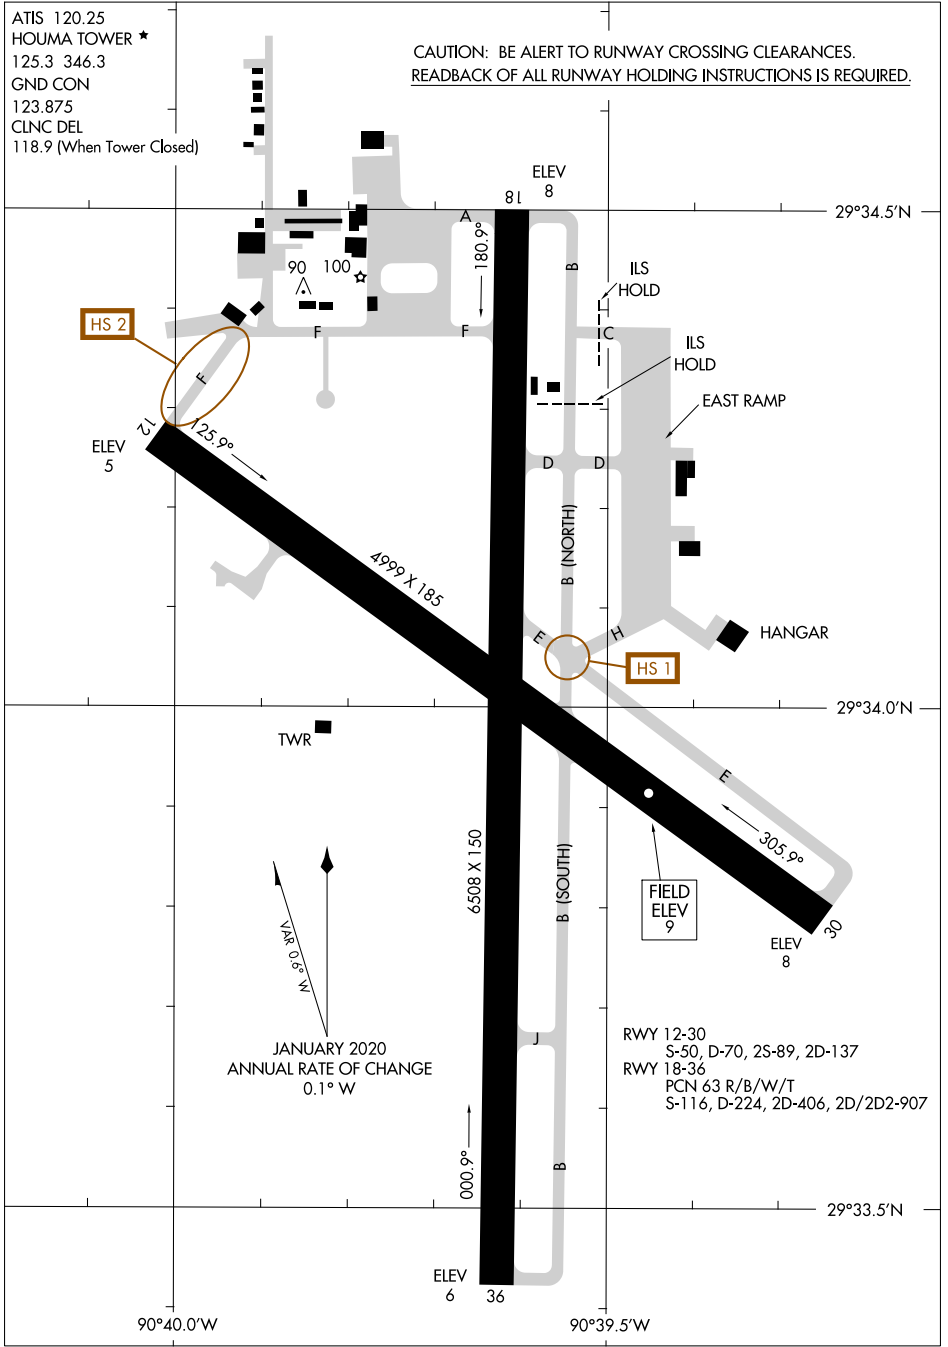 ATIS 120.25
HOUMA TOWER ★
125.3 346.3
GND CON
123.875
CLNC DEL
118.9 (When Tower Closed)
CAUTION: BE ALERT TO RUNWAY CROSSING CLEARANCES.
READBACK OF ALL RUNWAY HOLDING INSTRUCTIONS IS REQUIRED.
ELEV
8
18
A
29°34.5'N
180.9°
B
90
100
ILS
HOLD
HS 2
F
F
C
ILS
HOLD
F
EAST RAMP
12
125.9°
ELEV
5
D
D
B (NORTH)
4999 X 185
E
H
HANGAR
HS 1
29°34.0'N
TWR
E
305.9°
6508 X 150
B (SOUTH)
FIELD
ELEV
9
30
ELEV
8
VAR 0.6° W
JANUARY 2020
ANNUAL RATE OF CHANGE
0.1° W
J
RWY 12-30
S-50, D-70, 2S-89, 2D-137
RWY 18-36
PCN 63 R/B/W/T
S-116, D-224, 2D-406, 2D/2D2-907
000.9°
B
29°33.5'N
ELEV
6
36
90°40.0'W
90°39.5'W